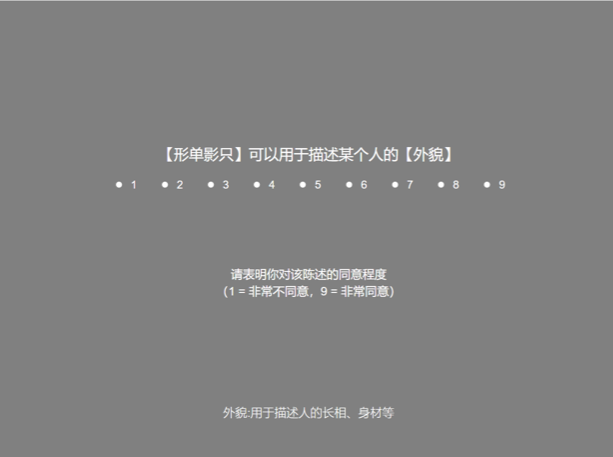 【形单影只】可以用于描述某个人的【外貌】
● 1 ● 2 ● 3 ● 4 ● 5 ● 6 ● 7 ● 8 ● 9
请表明你对该陈述的同意程度
（1 = 非常不同意，9 = 非常同意）
外貌:用于描述人的长相、身材等